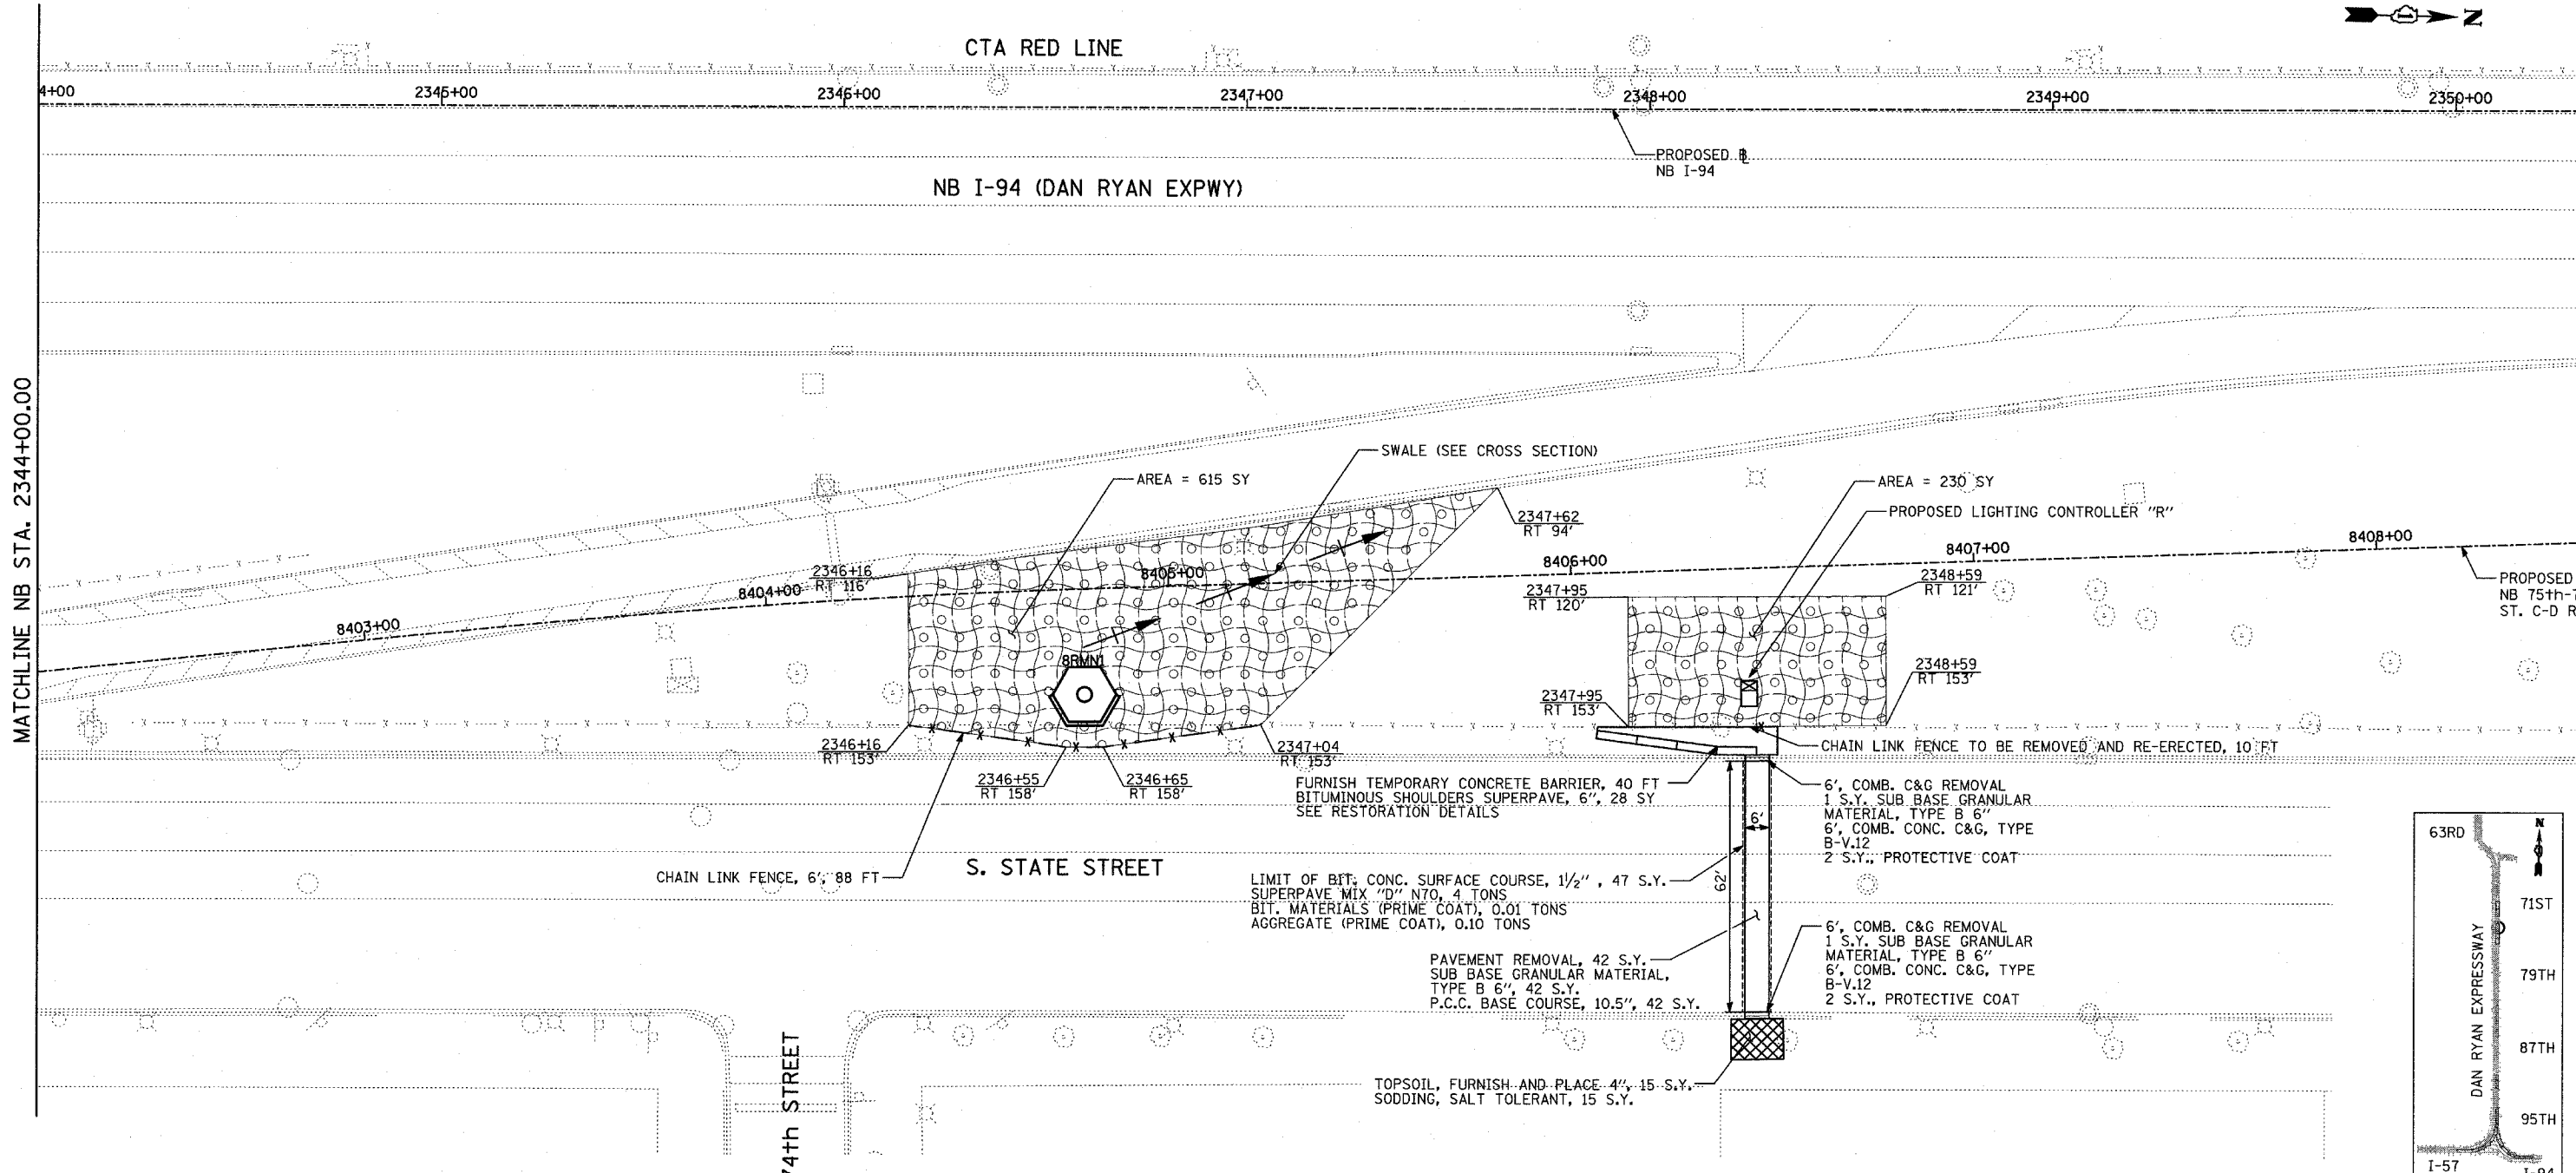 N
CTA RED LINE
4+00
2345+00
2346+00
2347+00
2348+00
2349+00
2350+00
PROPOSED B
NB I-94
NB I-94 (DAN RYAN EXPWY)
MATCHLINE NB STA. 2344+00.00
SWALE (SEE CROSS SECTION)
AREA = 615 SY
AREA = 230 SY
PROPOSED LIGHTING CONTROLLER "R"
2347+62
RT 94'
8403+00
8404+00
8405+00
8406+00
8407+00
8408+00
2346+16
RT 116'
2347+95
RT 120'
2348+59
RT 121'
PROPOSED
NB 75th-7
ST. C-D R
8RMN1
2348+59
RT 153'
2347+95
RT 153'
2346+16
RT 153'
2346+55
RT 158'
2346+65
RT 158'
2347+04
RT 153'
CHAIN LINK FENCE TO BE REMOVED AND RE-ERECTED, 10 FT
FURNISH TEMPORARY CONCRETE BARRIER, 40 FT
BITUMINOUS SHOULDERS SUPERPAVE, 6", 28 SY
SEE RESTORATION DETAILS
6', COMB. C&G REMOVAL
1 S.Y. SUB BASE GRANULAR
MATERIAL, TYPE B 6"
6', COMB. CONC. C&G, TYPE
B-V.12
2 S.Y., PROTECTIVE COAT
6'
62'
CHAIN LINK FENCE, 6', 88 FT
S. STATE STREET
LIMIT OF BIT. CONC. SURFACE COURSE, 1½", 47 S.Y.
SUPERPAVE MIX "D" N70, 4 TONS
BIT. MATERIALS (PRIME COAT), 0.01 TONS
AGGREGATE (PRIME COAT), 0.10 TONS
PAVEMENT REMOVAL, 42 S.Y.
SUB BASE GRANULAR MATERIAL,
TYPE B 6", 42 S.Y.
P.C.C. BASE COURSE, 10.5", 42 S.Y.
6', COMB. C&G REMOVAL
1 S.Y. SUB BASE GRANULAR
MATERIAL, TYPE B 6"
6', COMB. CONC. C&G, TYPE
B-V.12
2 S.Y., PROTECTIVE COAT
74th STREET
TOPSOIL, FURNISH AND PLACE 4", 15 S.Y.
SODDING, SALT TOLERANT, 15 S.Y.
63RD
N
71ST
DAN RYAN EXPRESSWAY
79TH
87TH
95TH
I-57
I-94